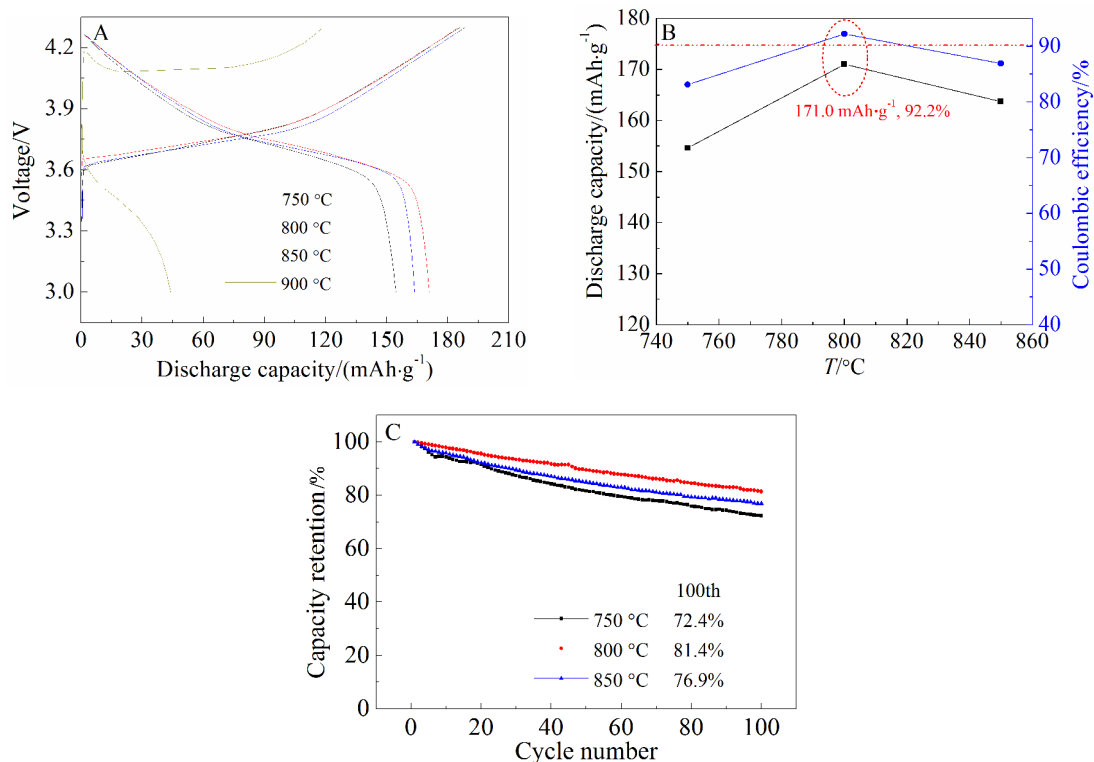 A
Voltage/V
4.2
3.9
3.6
3.3
3.0
750 °C
800 °C
850 °C
900 °C
0 30 60 90 120 150 180 210
Discharge capacity/(mAh·g⁻¹)
B
Discharge capacity/(mAh·g⁻¹)
180
170
160
150
140
130
120
171.0 mAh·g⁻¹, 92.2%
90
80
70
60
50
40
Coulombic efficiency/%
740 760 780 800 820 840 860
T/°C
C
Capacity retention/%
100
80
60
40
20
0
100th
750 °C 72.4%
800 °C 81.4%
850 °C 76.9%
0 20 40 60 80 100
Cycle number